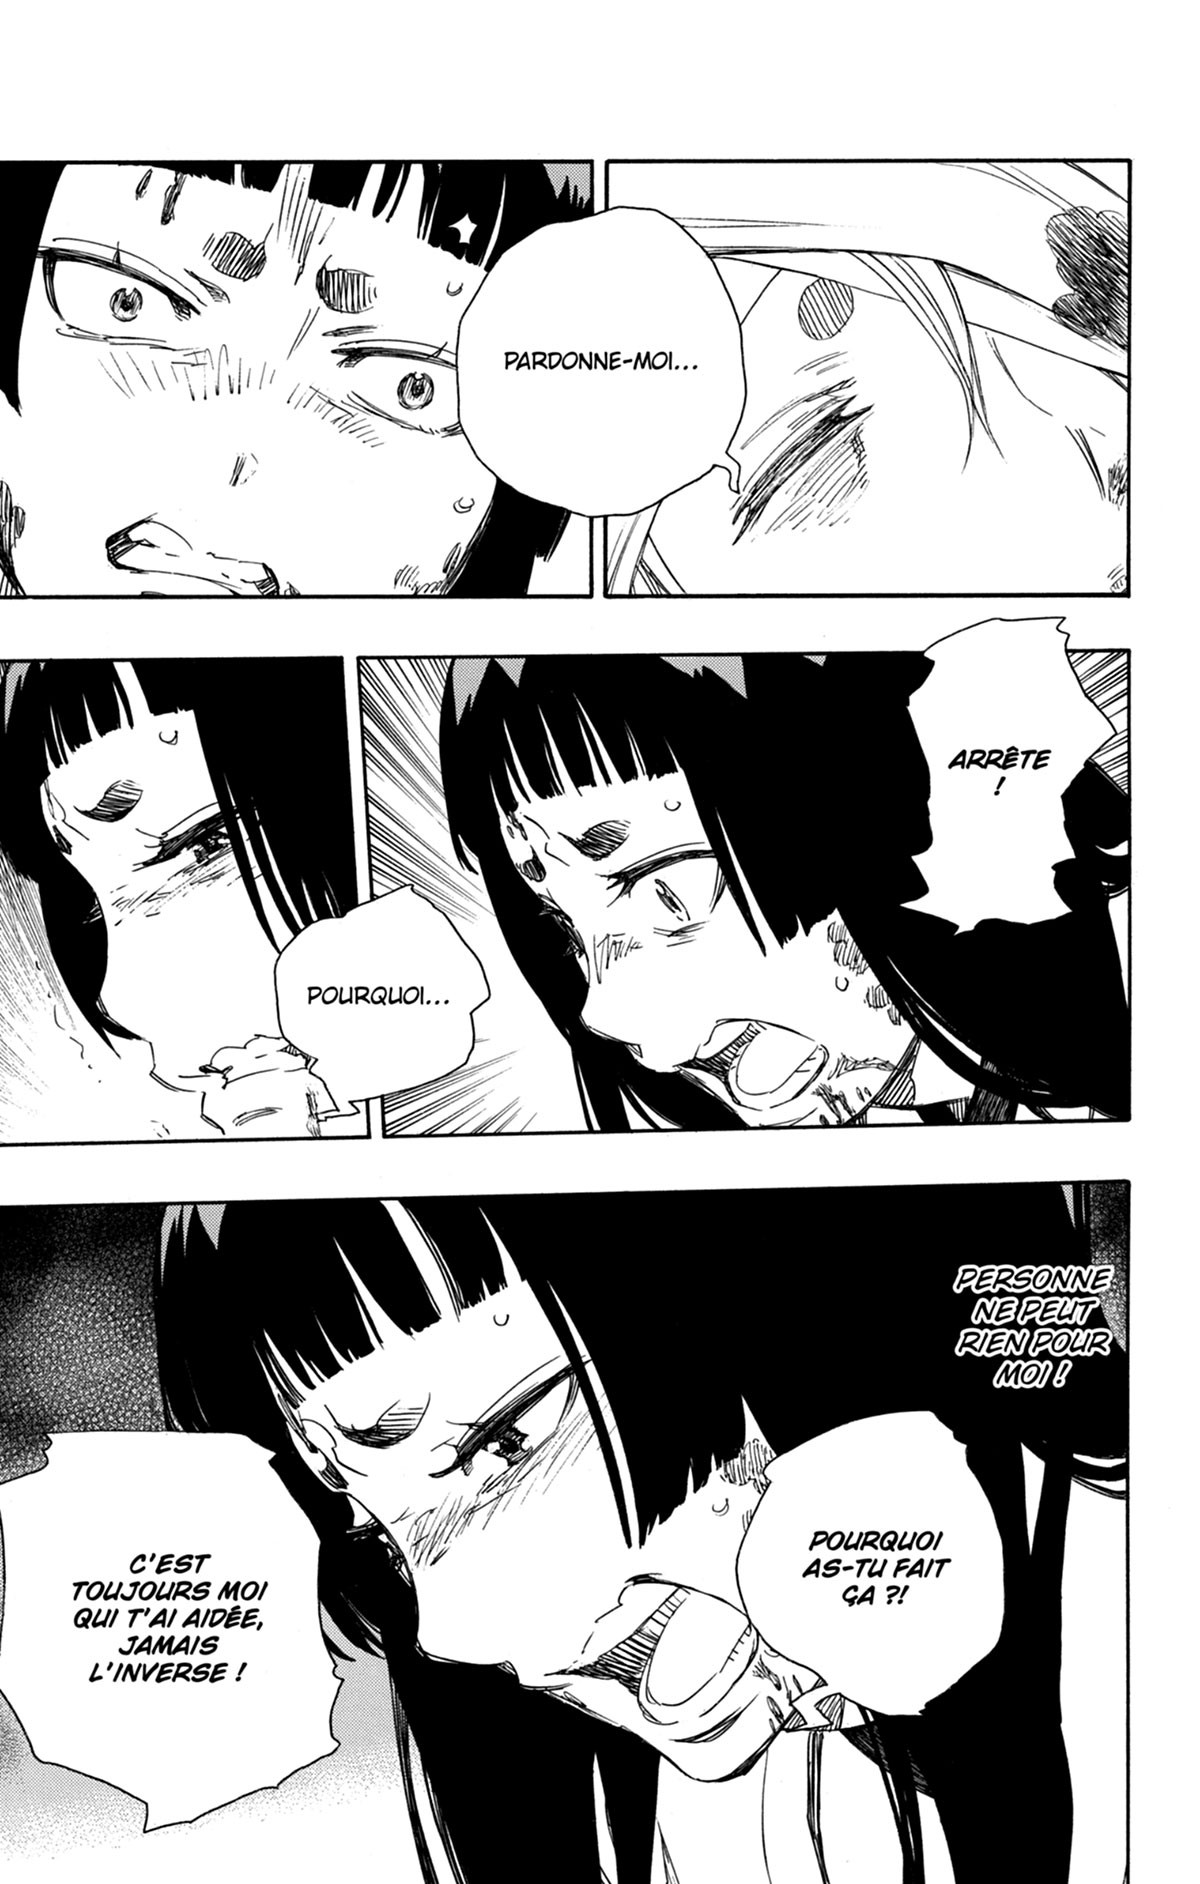 PARDONNE-MOI...
ARRÊTE
!
POURQUOI...
PERSONNE
NE PEUT
RIEN POUR
MOI !
POURQUOI
AS-TU FAIT
ÇA ?!
C'EST
TOUJOURS MOI
QUI T'AI AIDÉE,
JAMAIS
L'INVERSE !